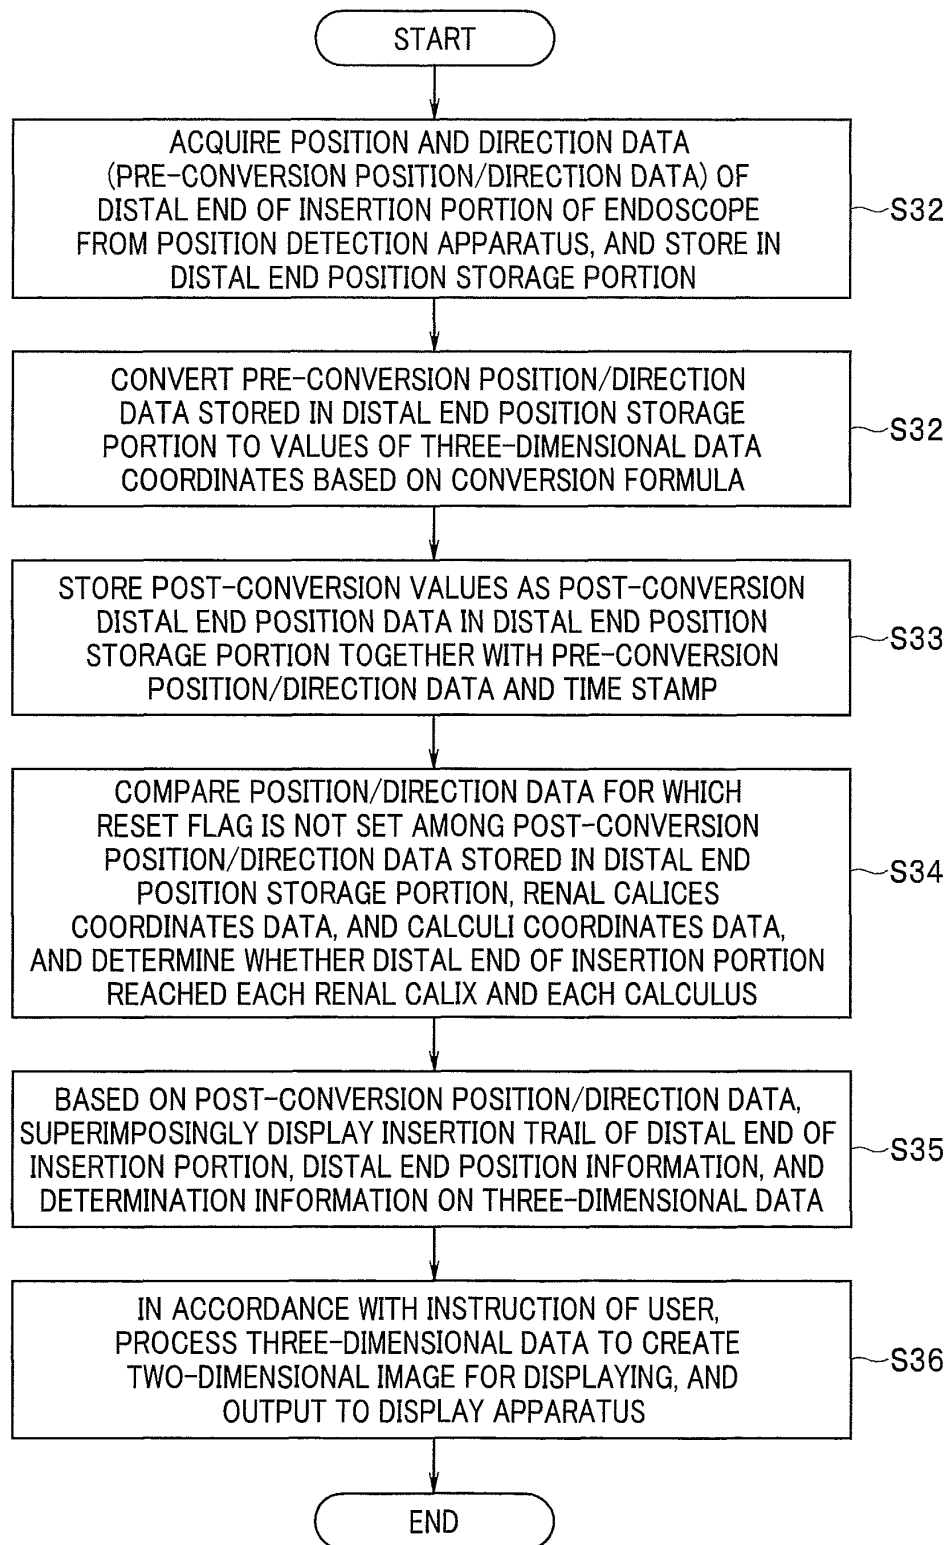 START
ACQUIRE POSITION AND DIRECTION DATA
(PRE-CONVERSION POSITION/DIRECTION DATA) OF
DISTAL END OF INSERTION PORTION OF ENDOSCOPE
FROM POSITION DETECTION APPARATUS, AND STORE IN
DISTAL END POSITION STORAGE PORTION
S32
CONVERT PRE-CONVERSION POSITION/DIRECTION
DATA STORED IN DISTAL END POSITION STORAGE
PORTION TO VALUES OF THREE-DIMENSIONAL DATA
COORDINATES BASED ON CONVERSION FORMULA
S32
STORE POST-CONVERSION VALUES AS POST-CONVERSION
DISTAL END POSITION DATA IN DISTAL END POSITION
STORAGE PORTION TOGETHER WITH PRE-CONVERSION
POSITION/DIRECTION DATA AND TIME STAMP
S33
COMPARE POSITION/DIRECTION DATA FOR WHICH
RESET FLAG IS NOT SET AMONG POST-CONVERSION
POSITION/DIRECTION DATA STORED IN DISTAL END
POSITION STORAGE PORTION, RENAL CALICES
COORDINATES DATA, AND CALCULI COORDINATES DATA,
AND DETERMINE WHETHER DISTAL END OF INSERTION PORTION
REACHED EACH RENAL CALIX AND EACH CALCULUS
S34
BASED ON POST-CONVERSION POSITION/DIRECTION DATA,
SUPERIMPOSINGLY DISPLAY INSERTION TRAIL OF DISTAL END OF
INSERTION PORTION, DISTAL END POSITION INFORMATION, AND
DETERMINATION INFORMATION ON THREE-DIMENSIONAL DATA
S35
IN ACCORDANCE WITH INSTRUCTION OF USER,
PROCESS THREE-DIMENSIONAL DATA TO CREATE
TWO-DIMENSIONAL IMAGE FOR DISPLAYING, AND
OUTPUT TO DISPLAY APPARATUS
S36
END